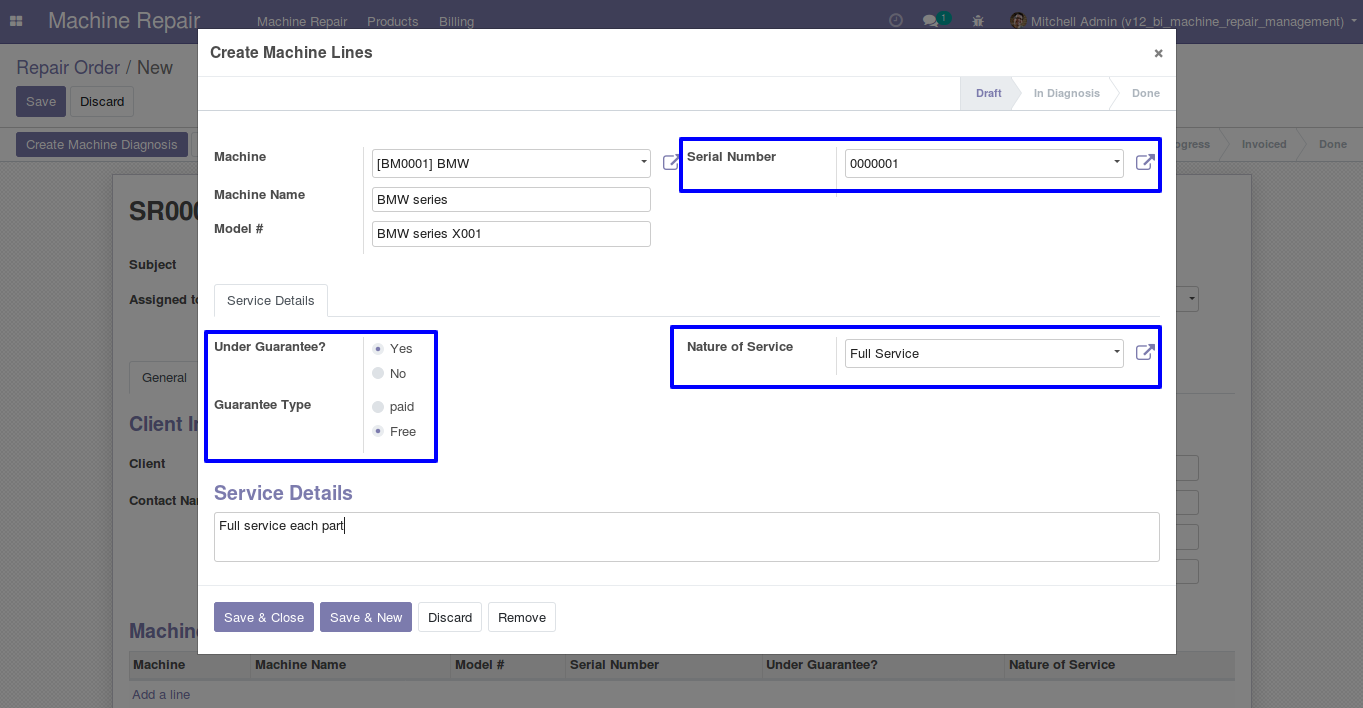 Machine Repair Machine Repair Products Billing 1 Mitchell Admin (v12_bi_machine_repair_management)
Repair Order / New
Save Discard
Create Machine Diagnosis
Invoiced Done
Create Machine Lines ×
Draft In Diagnosis Done
Machine [BM0001] BMW Serial Number 0000001
Machine Name BMW series
Model # BMW series X001
Service Details
Under Guarantee? Yes Nature of Service Full Service
No
Guarantee Type paid
Free
Service Details
Full service each part
Save & Close Save & New Discard Remove
SR000
Subject
Assigned to
General
Client
Client
Contact
Machine
Machine Machine Name Model # Serial Number Under Guarantee? Nature of Service
Add a line